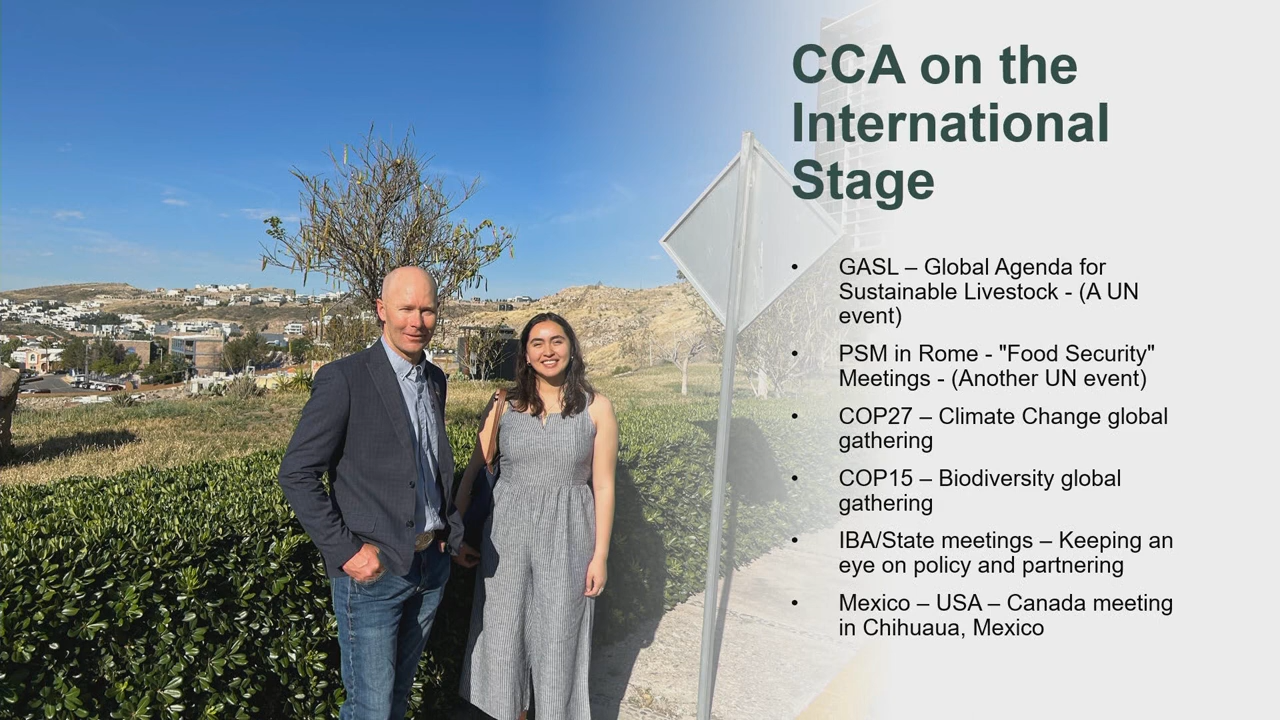 CCA on the
International
Stage
• GASL – Global Agenda for
Sustainable Livestock - (A UN
event)
• PSM in Rome - "Food Security"
Meetings - (Another UN event)
• COP27 – Climate Change global
gathering
• COP15 – Biodiversity global
gathering
• IBA/State meetings – Keeping an
eye on policy and partnering
• Mexico – USA – Canada meeting
in Chihuaua, Mexico